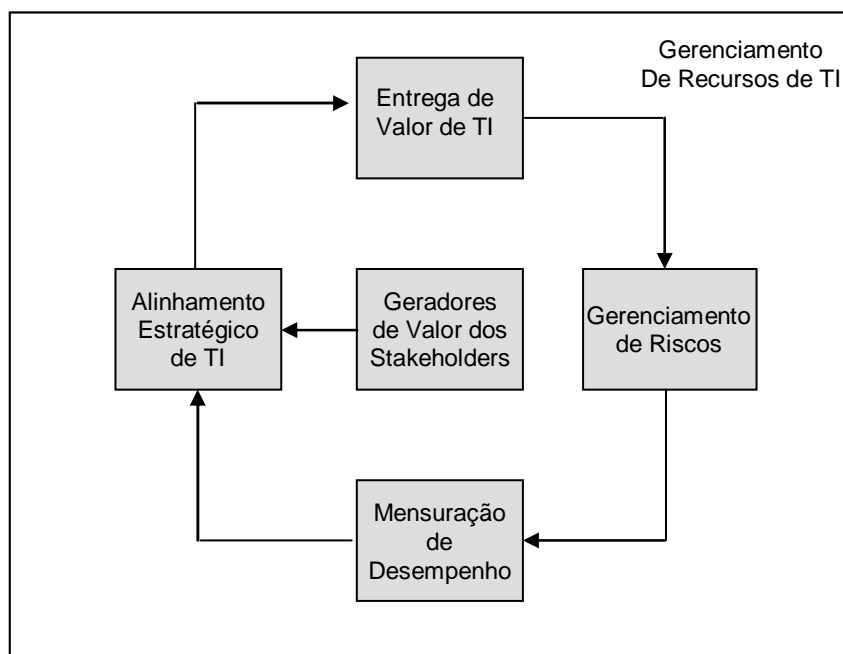 Gerenciamento
De Recursos de TI
Entrega de
Valor de TI
Alinhamento
Estratégico
de TI
Geradores
de Valor dos
Stakeholders
Gerenciamento
de Riscos
Mensuração
de
Desempenho